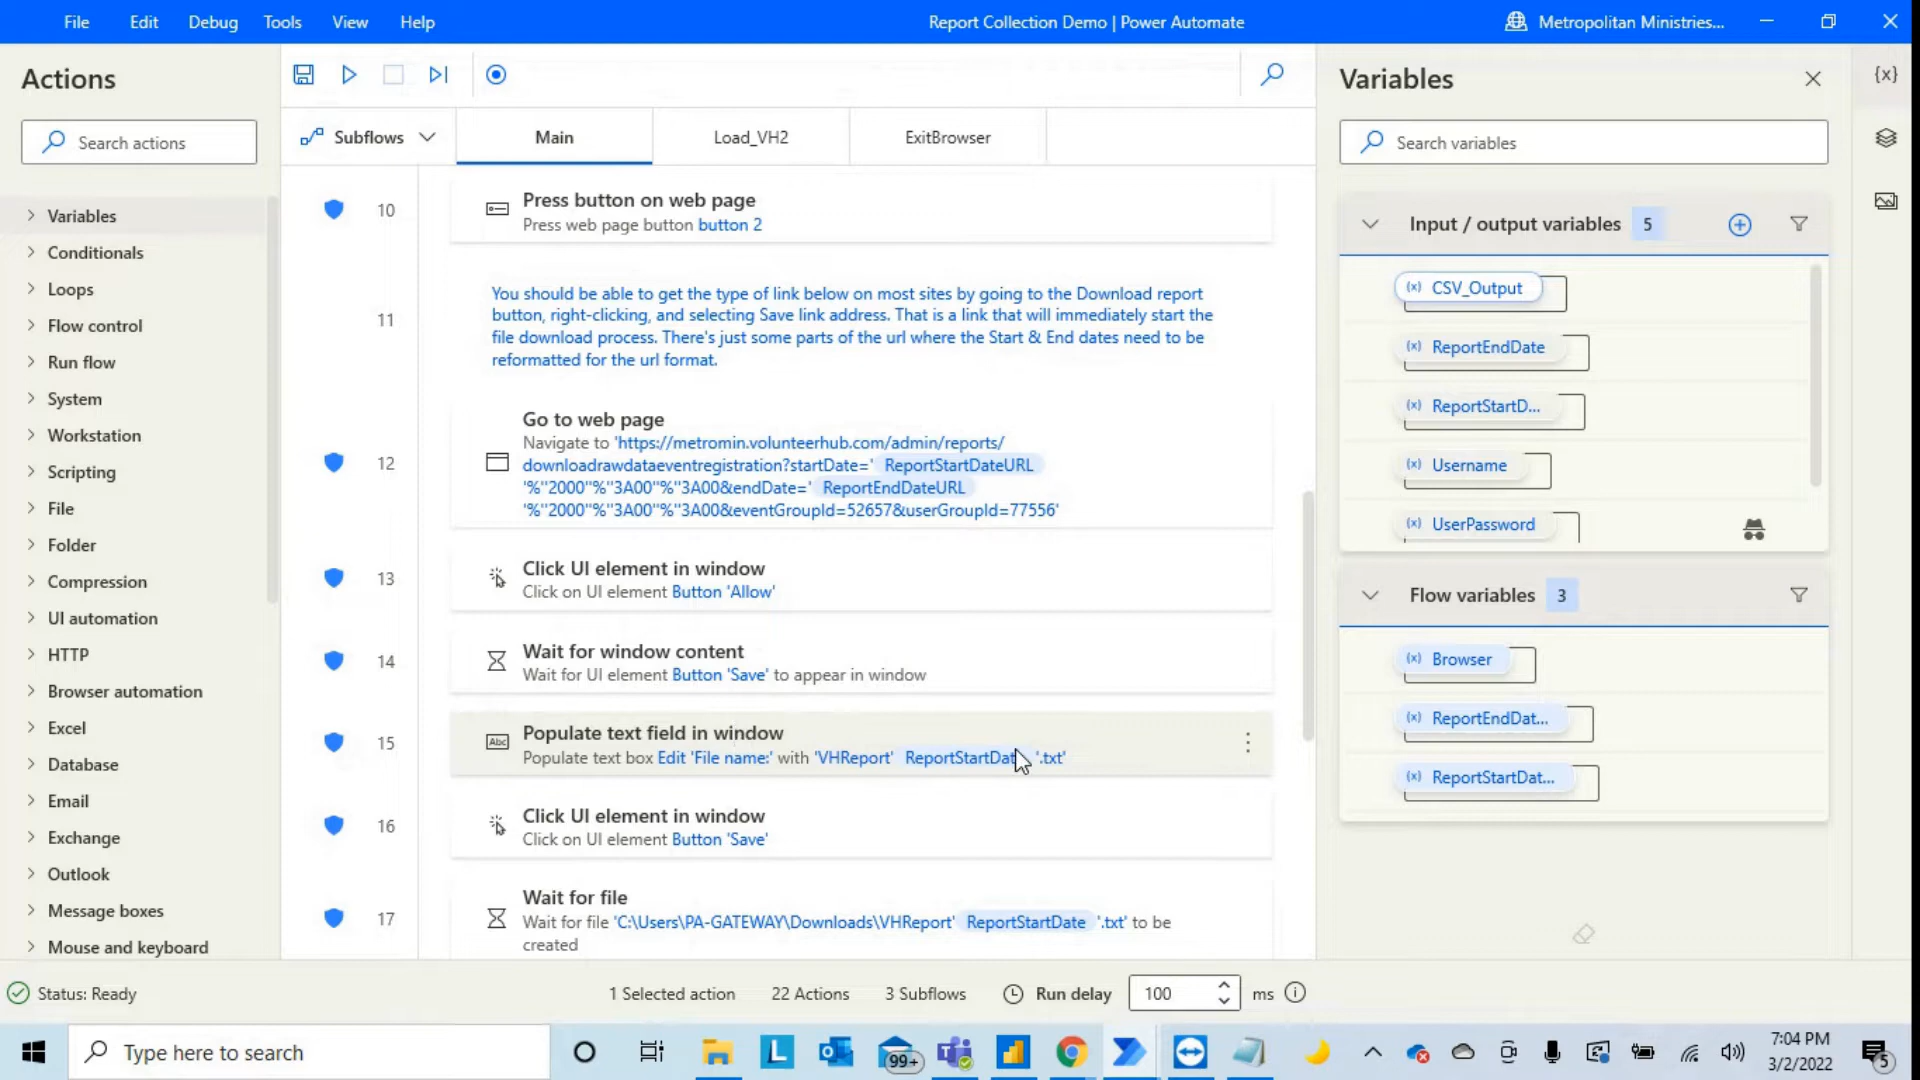 File Edit Debug Tools View Help Report Collection Demo | Power Automate Metropolitan Ministries...
Actions
Search actions
Variables
Conditionals
Loops
Flow control
Run flow
System
Workstation
Scripting
File
Folder
Compression
UI automation
HTTP
Browser automation
Excel
Database
Email
Exchange
Outlook
Message boxes
Mouse and keyboard
Subflows Main Load_VH2 ExitBrowser
10 Press button on web page
Press web page button button 2
11
You should be able to get the type of link below on most sites by going to the Download report
button, right-clicking, and selecting Save link address. That is a link that will immediately start the
file download process. There's just some parts of the url where the Start & End dates need to be
reformatted for the url format.
12 Go to web page
Navigate to 'https://metromin.volunteerhub.com/admin/reports/
downloadrawdataeventregistration?startDate=' ReportStartDateURL
'%''2000''%''3A00''%''3A00&endDate=' ReportEndDateURL
'%''2000''%''3A00''%''3A00&eventGroupId=52657&userGroupId=77556'
13 Click UI element in window
Click on UI element Button 'Allow'
14 Wait for window content
Wait for UI element Button 'Save' to appear in window
15 Populate text field in window
Populate text box Edit 'File name:' with 'VHReport' ReportStartDat '.txt'
16 Click UI element in window
Click on UI element Button 'Save'
17 Wait for file
Wait for file 'C:\Users\PA-GATEWAY\Downloads\VHReport' ReportStartDate '.txt' to be
created
Variables
{x}
Search variables
Input / output variables 5
(x) CSV_Output
(x) ReportEndDate
(x) ReportStartD...
(x) Username
(x) UserPassword
Flow variables 3
(x) Browser
(x) ReportEndDat...
(x) ReportStartDat...
Status: Ready 1 Selected action 22 Actions 3 Subflows Run delay 100 ms
Type here to search
99+
7:04 PM
3/2/2022
5